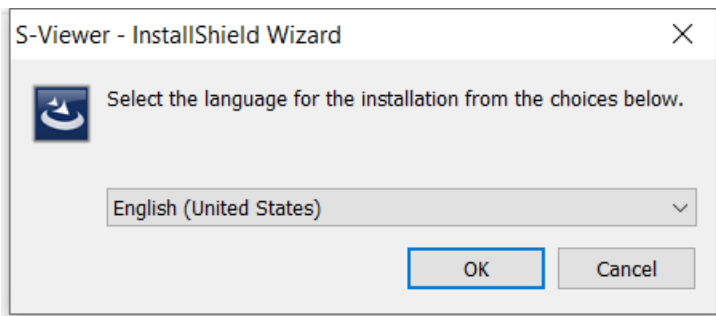 S-Viewer - InstallShield Wizard
Select the language for the installation from the choices below.
English (United States)
OK
Cancel